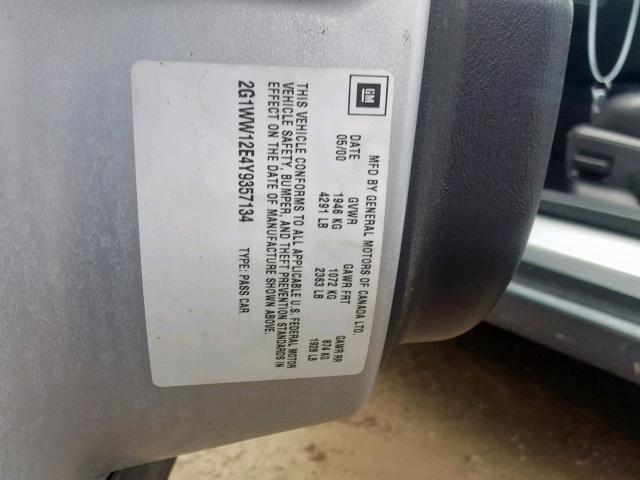 GM
MFD BY GENERAL MOTORS OF CANADA LTD.
DATE GVWR GAWR FRT GAWR RR
05/00 1946 KG 1072 KG 874 KG
4291 LB 2363 LB 1928 LB
THIS VEHICLE CONFORMS TO ALL APPLICABLE U.S. FEDERAL MOTOR
VEHICLE SAFETY, BUMPER, AND THEFT PREVENTION STANDARDS IN
EFFECT ON THE DATE OF MANUFACTURE SHOWN ABOVE.
2G1WW12E4Y9357134 TYPE: PASS CAR